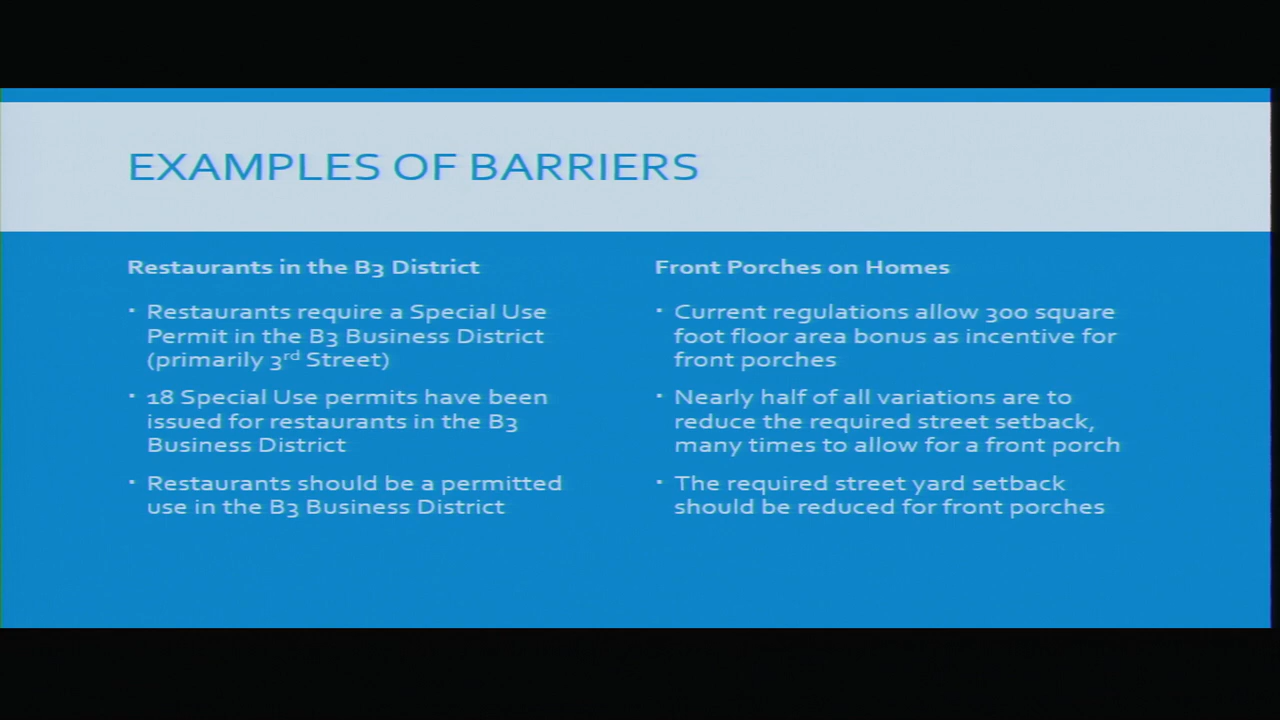 EXAMPLES OF BARRIERS
Restaurants in the B3 District
▪ Restaurants require a Special Use
Permit in the B3 Business District
(primarily 3rd Street)
▪ 18 Special Use permits have been
issued for restaurants in the B3
Business District
▪ Restaurants should be a permitted
use in the B3 Business District
Front Porches on Homes
▪ Current regulations allow 300 square
foot floor area bonus as incentive for
front porches
▪ Nearly half of all variations are to
reduce the required street setback,
many times to allow for a front porch
▪ The required street yard setback
should be reduced for front porches